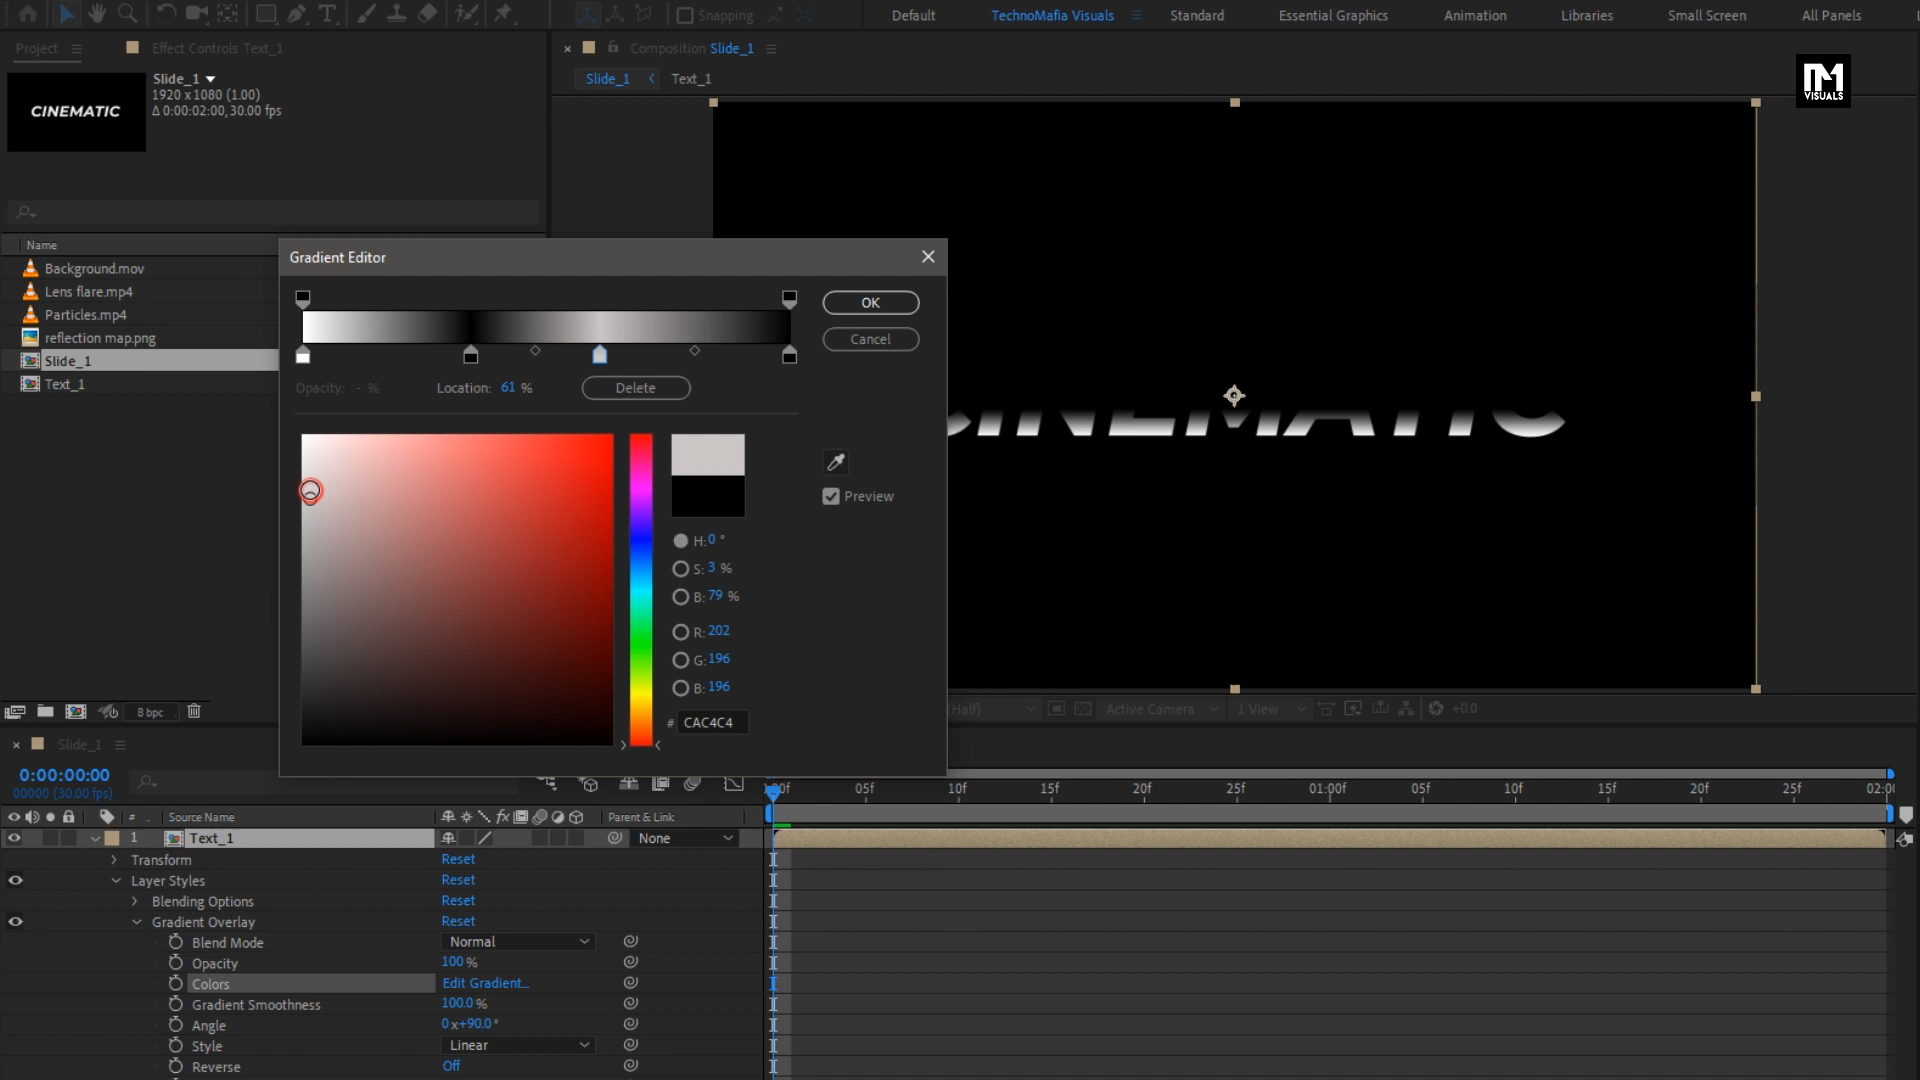 Snapping
Default
TechnoMafia Visuals
Standard
Essential Graphics
Animation
Libraries
Small Screen
All Panels
Project
Effect Controls Text_1
Composition Slide_1
Slide_1
1920 x 1080 (1.00)
Δ 0:00:02:00, 30.00 fps
CINEMATIC
Slide_1
Text_1
VISUALS
Name
Background.mov
Lens flare.mp4
Particles.mp4
reflection map.png
Slide_1
Text_1
Gradient Editor
OK
Cancel
Opacity: - %
Location: 61 %
Delete
Preview
H: 0 °
S: 3 %
B: 79 %
R: 202
G: 196
B: 196
# CAC4C4
CINEMATIC
8 bpc
(Half)
Active Camera
1 View
+0.0
Slide_1
0:00:00:00
00000 (30.00 fps)
:00f 05f 10f 15f 20f 25f 01:00f 05f 10f 15f 20f 25f 02:00
# . Source Name
fx
Parent & Link
1 Text_1
None
Transform
Reset
Layer Styles
Reset
Blending Options
Reset
Gradient Overlay
Reset
Blend Mode
Normal
Opacity
100 %
Colors
Edit Gradient...
Gradient Smoothness
100.0 %
Angle
0 x +90.0 °
Style
Linear
Reverse
Off